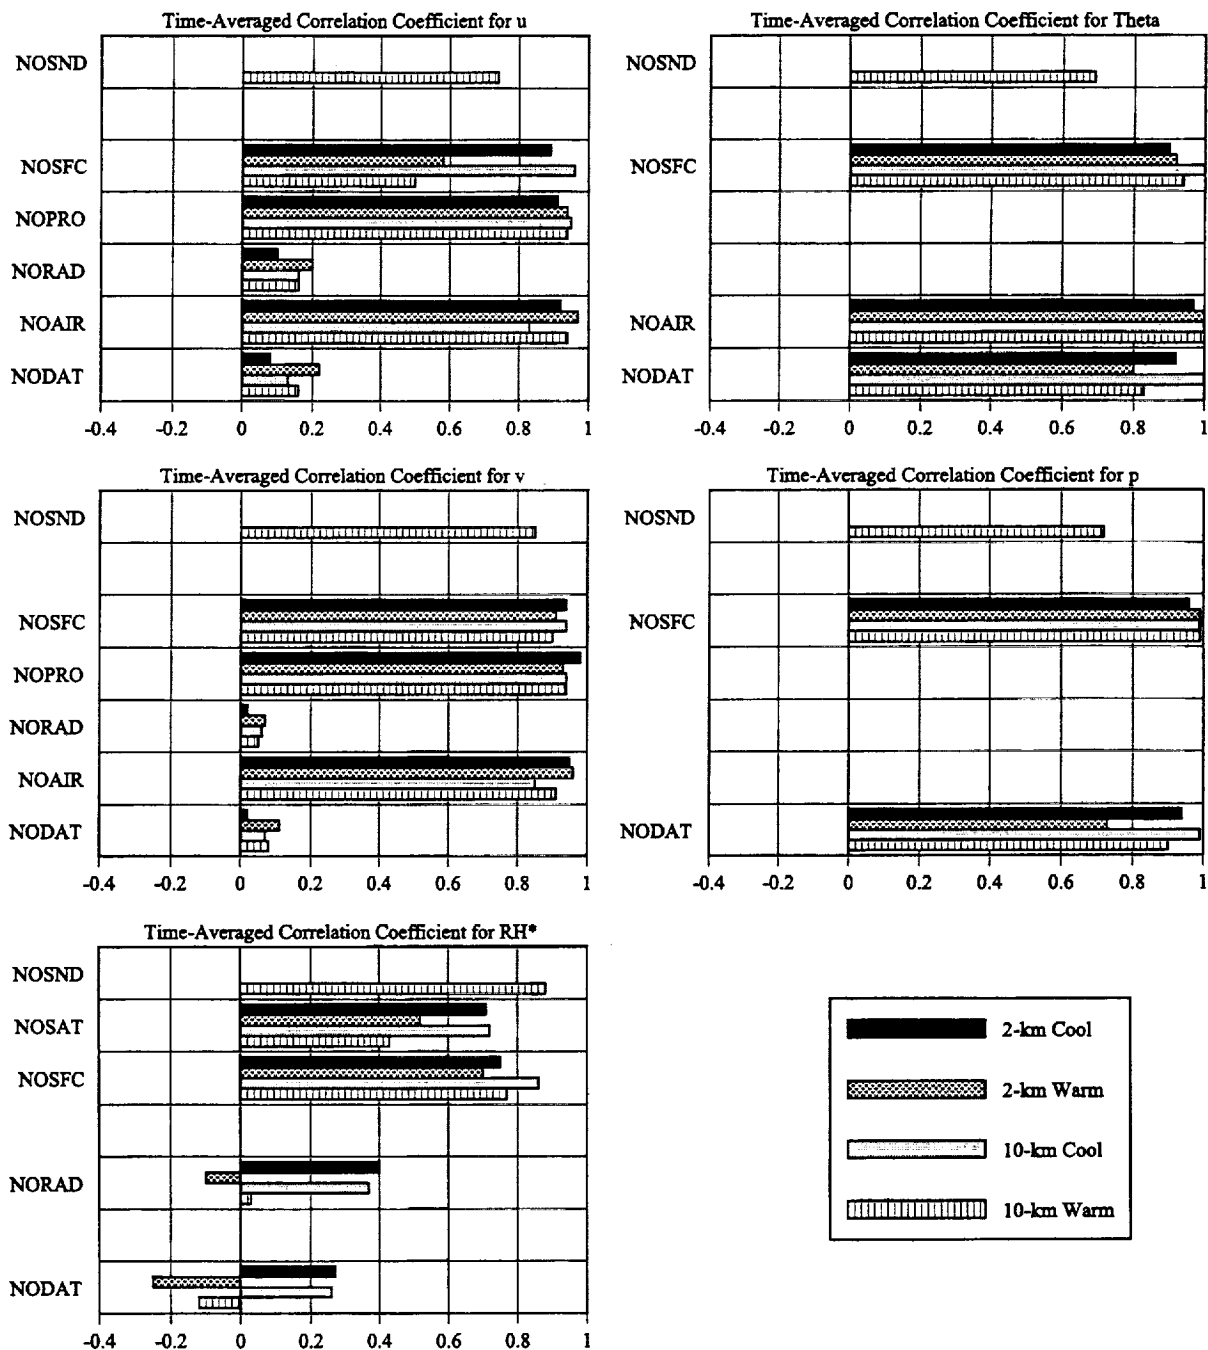 Time-Averaged Correlation Coefficient for u
NOSND
NOSFC
NOPRO
NORAD
NOAIR
NODAT
-0.4 -0.2 0 0.2 0.4 0.6 0.8 1
Time-Averaged Correlation Coefficient for Theta
NOSND
NOSFC
NOAIR
NODAT
-0.4 -0.2 0 0.2 0.4 0.6 0.8 1
Time-Averaged Correlation Coefficient for v
NOSND
NOSFC
NOPRO
NORAD
NOAIR
NODAT
-0.4 -0.2 0 0.2 0.4 0.6 0.8 1
Time-Averaged Correlation Coefficient for p
NOSND
NOSFC
NODAT
-0.4 -0.2 0 0.2 0.4 0.6 0.8 1
Time-Averaged Correlation Coefficient for RH*
NOSND
NOSAT
NOSFC
NORAD
NODAT
-0.4 -0.2 0 0.2 0.4 0.6 0.8 1
2-km Cool
2-km Warm
10-km Cool
10-km Warm